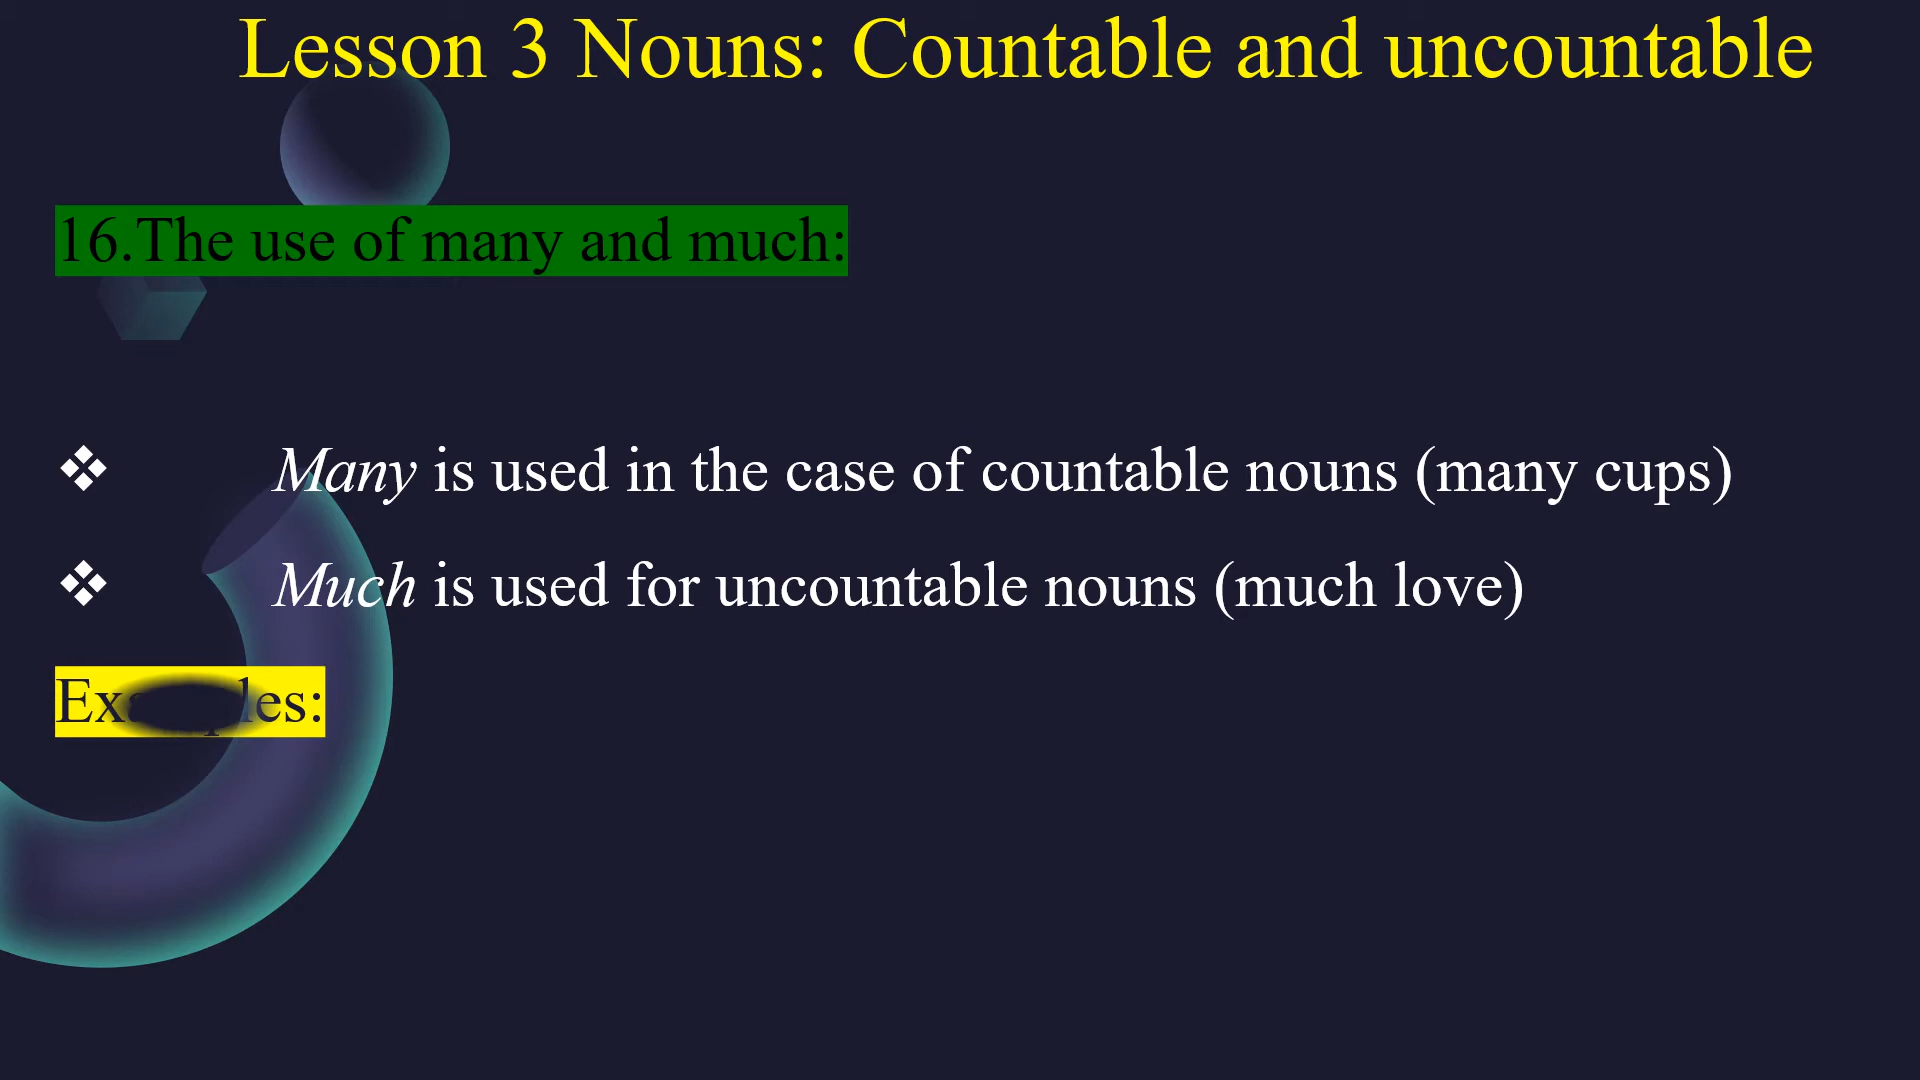 Lesson 3 Nouns: Countable and uncountable
16.The use of many and much:
❖ Many is used in the case of countable nouns (many cups)
❖ Much is used for uncountable nouns (much love)
Examples: